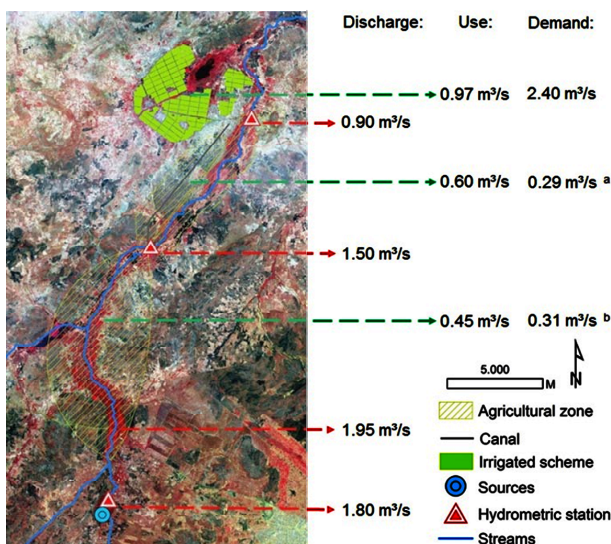 Discharge: Use: Demand:
0.97 m³/s 2.40 m³/s
0.90 m³/s
0.60 m³/s 0.29 m³/s a
1.50 m³/s
0.45 m³/s 0.31 m³/s b
5.000
M
N
Agricultural zone
1.95 m³/s
Canal
Irrigated scheme
Sources
1.80 m³/s
Hydrometric station
Streams